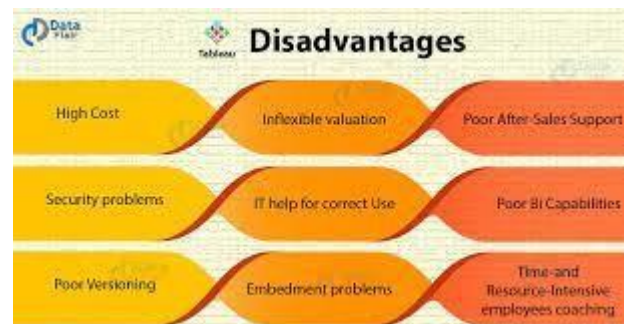 Data
Flair
Tableau
Disadvantages
High Cost
Inflexible valuation
Poor After-Sales Support
Security problems
IT help for correct Use
Poor Bi Capabilities
Poor Versioning
Embedment problems
Time-and
Resource-Intensive
employees coaching